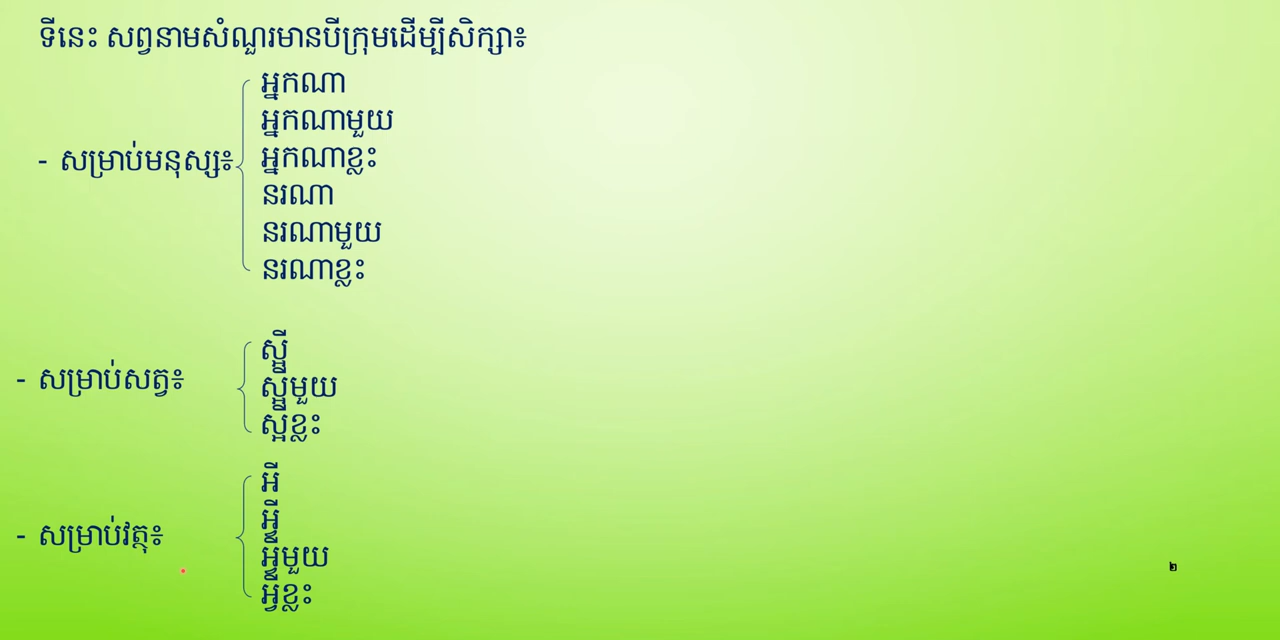 ទីនេះ សព្វនាមសំណួរមានបីក្រុមដើម្បីសិក្សា៖
- សម្រាប់មនុស្ស៖
អ្នកណា
អ្នកណាមួយ
អ្នកណាខ្លះ
នរណា
នរណាមួយ
នរណាខ្លះ
- សម្រាប់សត្វ៖
ស្អី
ស្អីមួយ
ស្អីខ្លះ
- សម្រាប់វត្ថុ៖
អី
អ្វី
អ្វីមួយ
អ្វីខ្លះ
២